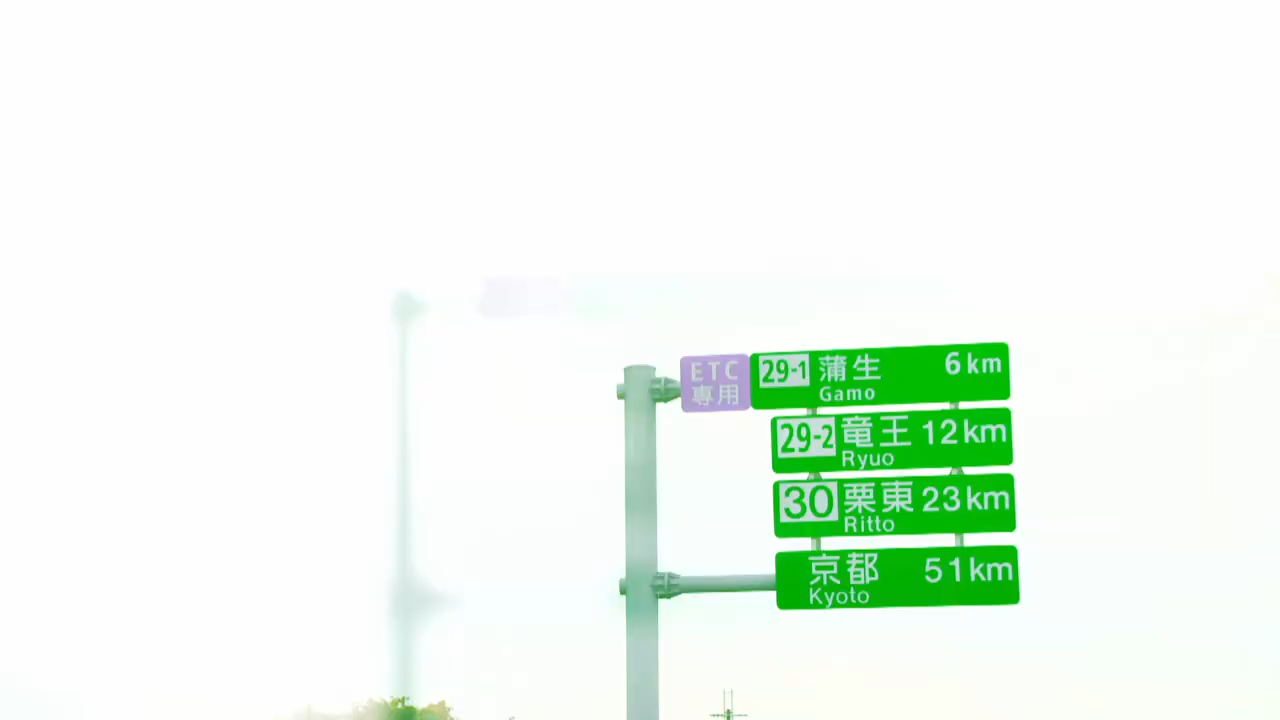 ETC
専用
29-1 蒲生 6km
Gamo
29-2 竜王 12km
Ryuo
30 栗東 23km
Ritto
京都 51km
Kyoto